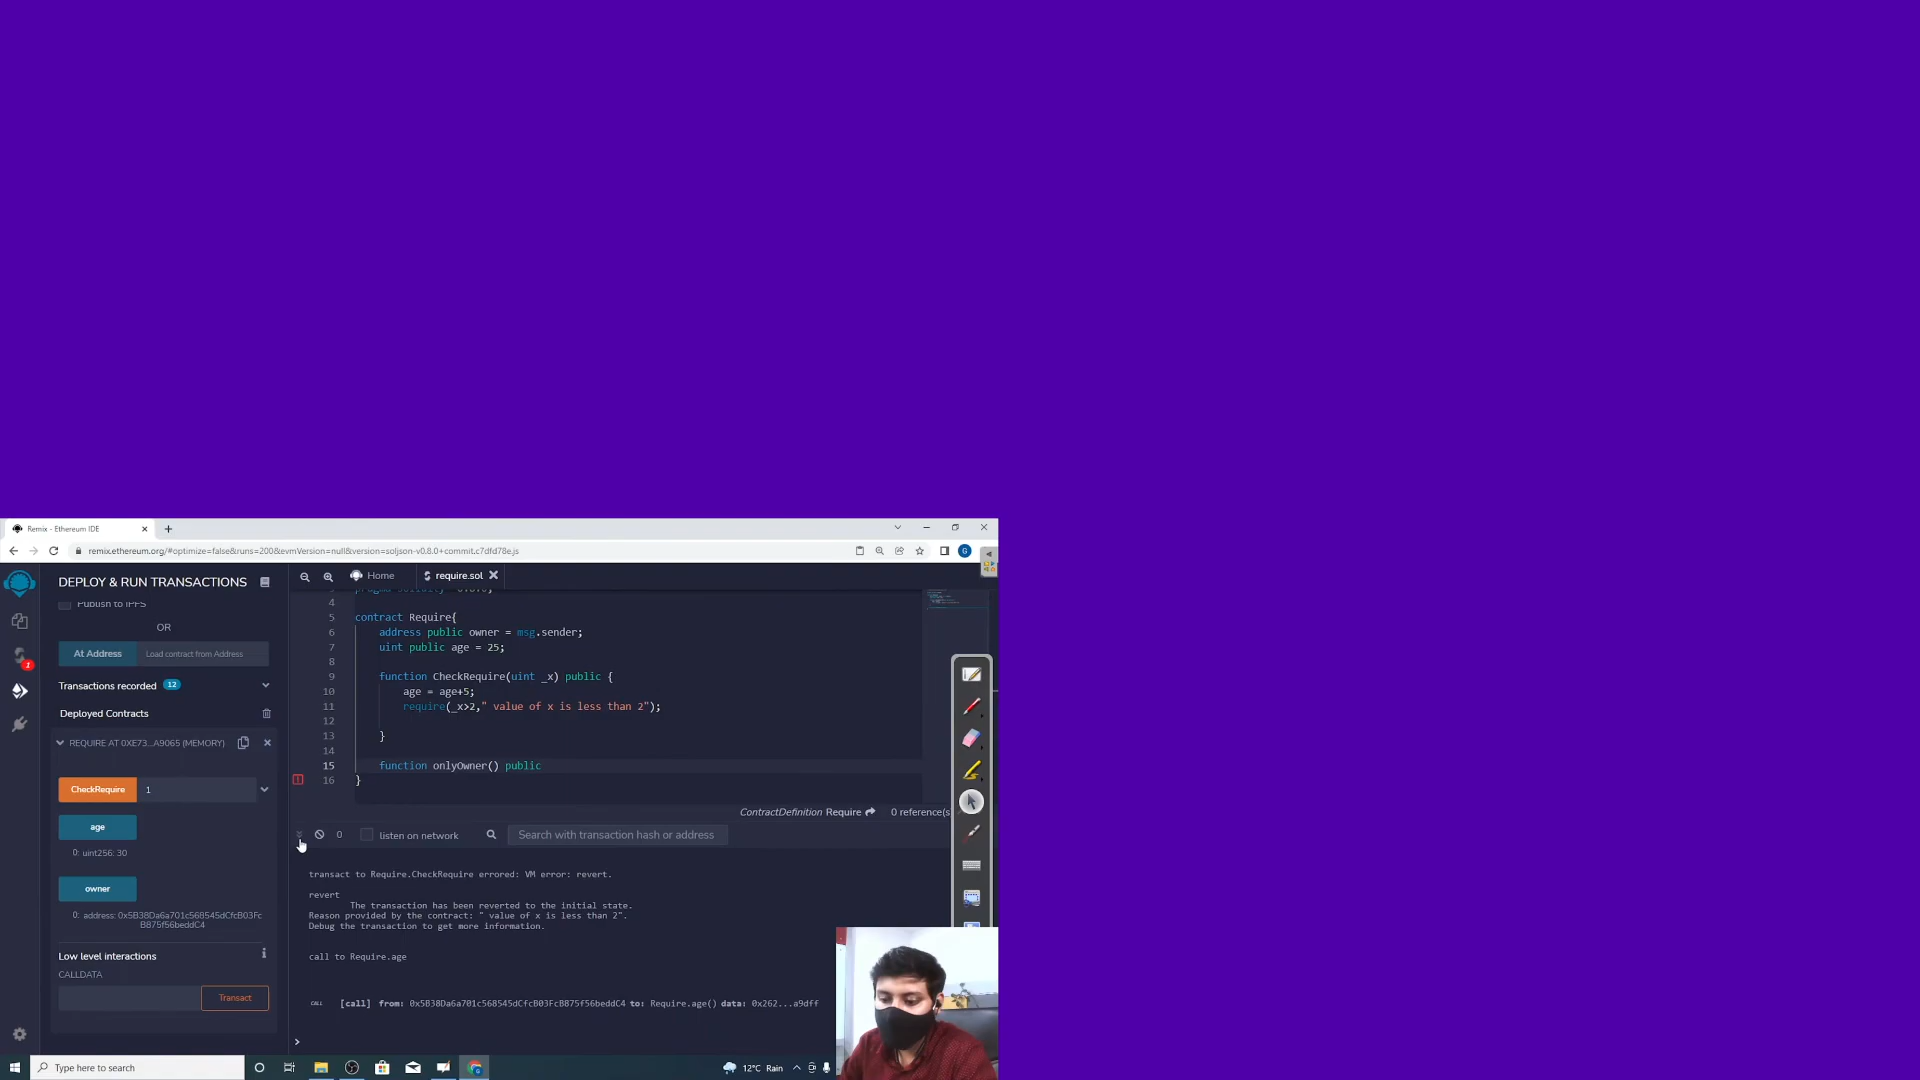 Remix - Ethereum IDE
remix.ethereum.org/#optimize=false&runs=200&evmVersion=null&version=soljson-v0.8.0+commit.c7dfd78e.js
G
DEPLOY & RUN TRANSACTIONS
Home
require.sol
Publish to IPFS
OR
At Address
Load contract from Address
Transactions recorded 12
Deployed Contracts
REQUIRE AT 0XE73...A9065 (MEMORY)
CheckRequire
1
age
0: uint256: 30
owner
0: address: 0x5B38Da6a701c568545dCfcB03Fc
B875f56beddC4
Low level interactions
CALLDATA
Transact
1
4
5 contract Require{
6 address public owner = msg.sender;
7 uint public age = 25;
8
9 function CheckRequire(uint _x) public {
10 age = age+5;
11 require(_x>2," value of x is less than 2");
12
13 }
14
15 function onlyOwner() public
16 }
ContractDefinition Require
0 reference(s
0
listen on network
Search with transaction hash or address
transact to Require.CheckRequire errored: VM error: revert.
revert
The transaction has been reverted to the initial state.
Reason provided by the contract: " value of x is less than 2".
Debug the transaction to get more information.
call to Require.age
CALL [call] from: 0x5B38Da6a701c568545dCfcB03FcB875f56beddC4 to: Require.age() data: 0x262...a9dff
>
Type here to search
12°C Rain